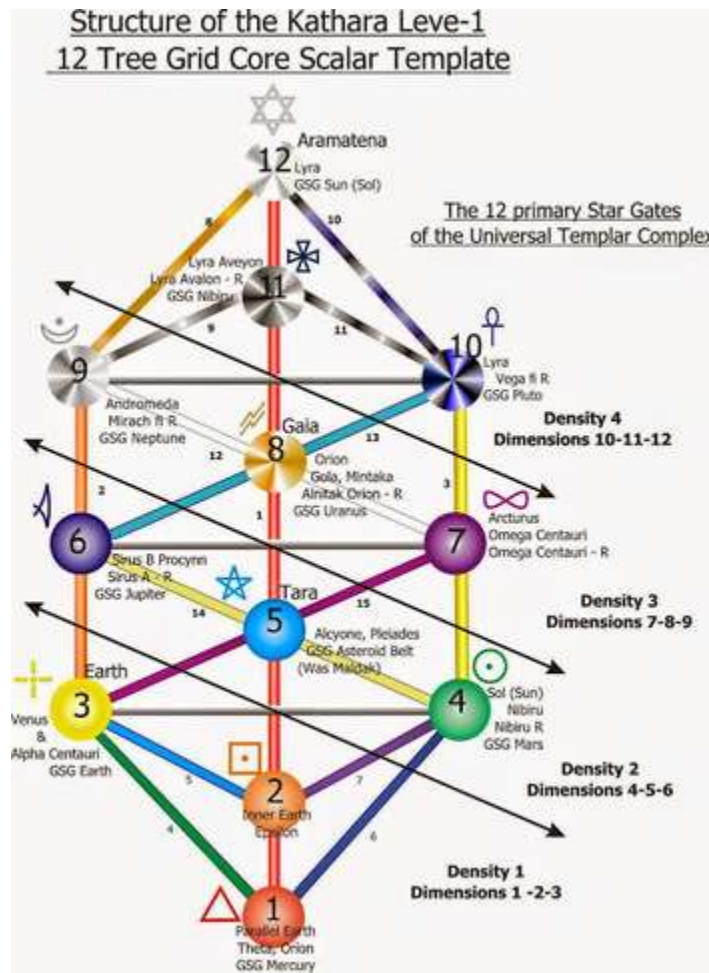 Structure of the Kathara Leve-1
12 Tree Grid Core Scalar Template
Aramatena
12
Lyra
GSG Sun (Sol)
The 12 primary Star Gates
of the Universal Templar Complex
8
10
Lyra Aveyon
Lyra Avalon - R
GSG Nibiru
11
9
11
9
Andromeda
Mirach fi R
GSG Neptune
10
Lyra
Vega fi R
GSG Pluto
Gaia
8
Orion
Gola, Mintaka
Alnitak Orion - R
GSG Uranus
12
13
Density 4
Dimensions 10-11-12
2
1
3
6
Sirus B Procynn
Sirus A - R
GSG Jupiter
7
Arcturus
Omega Centauri
Omega Centauri - R
14
15
Tara
5
Alcyone, Pleiades
GSG Asteroid Belt
(Was Maldak)
Density 3
Dimensions 7-8-9
Earth
3
Venus
&
Alpha Centauri
GSG Earth
4
Sol (Sun)
Nibiru
Nibiru R
GSG Mars
5
7
2
Inner Earth
Epsilon
Density 2
Dimensions 4-5-6
4
6
1
Parallel Earth
Theta, Orion
GSG Mercury
Density 1
Dimensions 1 -2-3